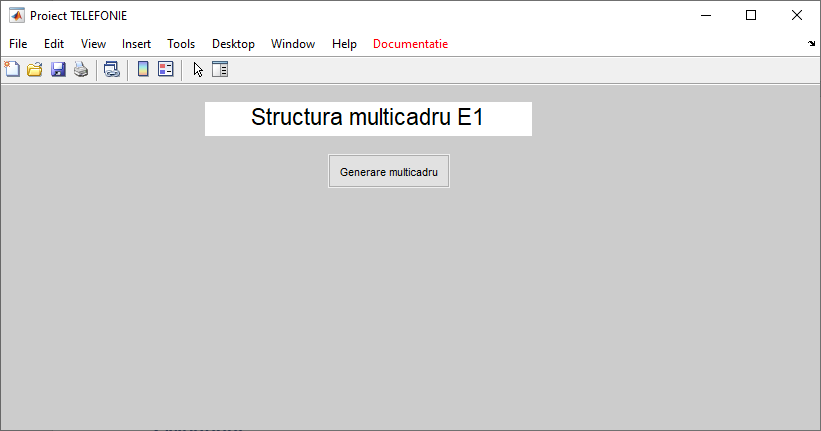 Proiect TELEFONIE
File Edit View Insert Tools Desktop Window Help Documentatie
Structura multicadru E1
Generare multicadru